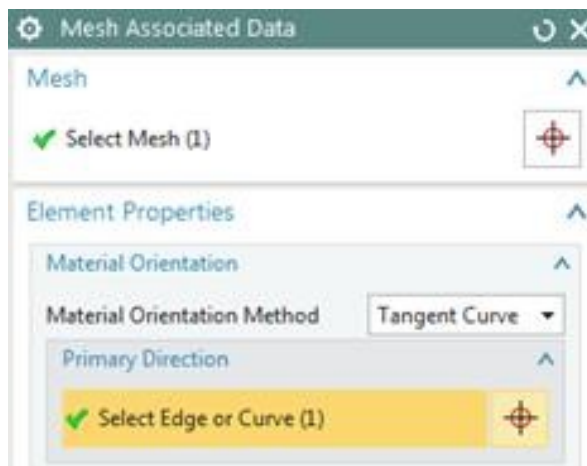 Mesh Associated Data
Mesh
Select Mesh (1)
Element Properties
Material Orientation
Material Orientation Method Tangent Curve
Primary Direction
Select Edge or Curve (1)